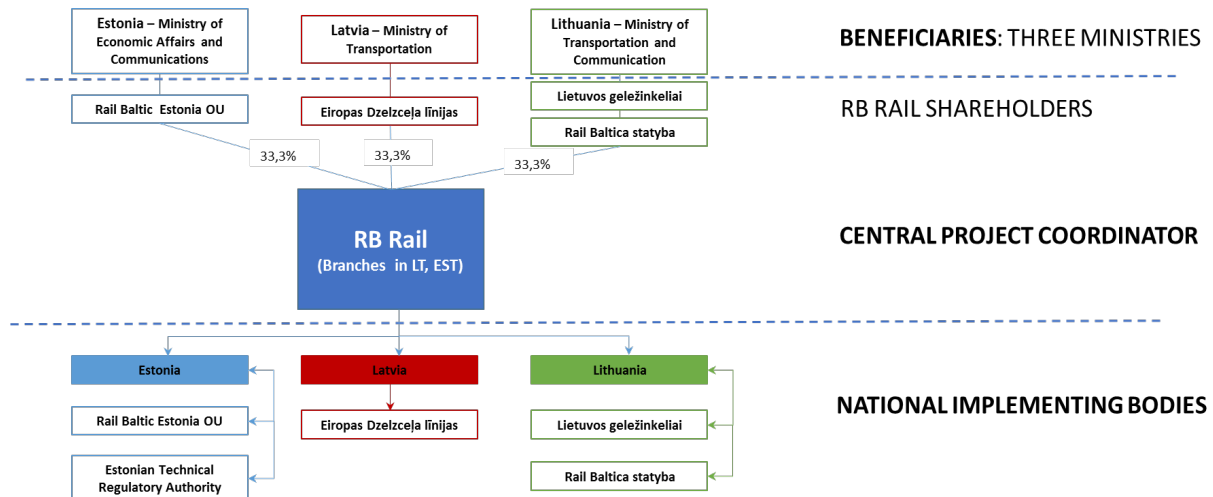 Estonia – Ministry of
Economic Affairs and
Communications
Latvia – Ministry of
Transportation
Lithuania – Ministry of
Transportation and
Communication
BENEFICIARIES: THREE MINISTRIES
Rail Baltic Estonia OU
Eiropas Dzelzceļa līnijas
Lietuvos geležinkeliai
Rail Baltica statyba
RB RAIL SHAREHOLDERS
33,3%
33,3%
33,3%
RB Rail
(Branches in LT, EST)
CENTRAL PROJECT COORDINATOR
Estonia
Latvia
Lithuania
Rail Baltic Estonia OU
Eiropas Dzelzceļa līnijas
Lietuvos geležinkeliai
NATIONAL IMPLEMENTING BODIES
Estonian Technical
Regulatory Authority
Rail Baltica statyba